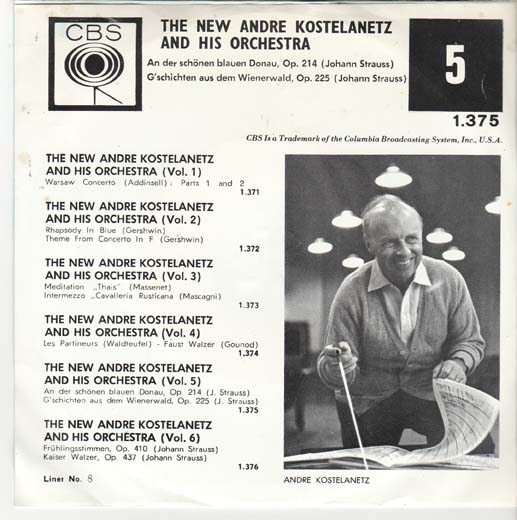 CBS
THE NEW ANDRE KOSTELANETZ
AND HIS ORCHESTRA
An der schönen blauen Donau, Op. 214 (Johann Strauss)
G'schichten aus dem Wienerwald, Op. 225 (Johann Strauss)
5
1.375
CBS Is a Trademark of the Columbia Broadcasting System, Inc., U.S.A.
THE NEW ANDRE KOSTELANETZ
AND HIS ORCHESTRA (Vol. 1)
Warsaw Concerto (Addinsell) : Parts 1 and 2
1.371
THE NEW ANDRE KOSTELANETZ
AND HIS ORCHESTRA (Vol. 2)
Rhapsody In Blue (Gershwin)
Theme From Concerto In F (Gershwin)
1.372
THE NEW ANDRE KOSTELANETZ
AND HIS ORCHESTRA (Vol. 3)
Meditation „Thais" (Massenet)
Intermezzo „Cavalleria Rusticana (Mascagni)
1.373
THE NEW ANDRE KOSTELANETZ
AND HIS ORCHESTRA (Vol. 4)
Les Partineurs (Waldteufel) - Faust Walzer (Gounod)
1.374
THE NEW ANDRE KOSTELANETZ
AND HIS ORCHESTRA (Vol. 5)
An der schönen blauen Donau, Op. 214 (J. Strauss)
G'schichten aus dem Wienerwald, Op. 225 (J. Strauss)
1.375
THE NEW ANDRE KOSTELANETZ
AND HIS ORCHESTRA (Vol. 6)
Frühlingsstimmen, Op. 410 (Johann Strauss)
Kaiser Walzer, Op. 437 (Johann Strauss)
1.376
Liner No. 8
ANDRE KOSTELANETZ